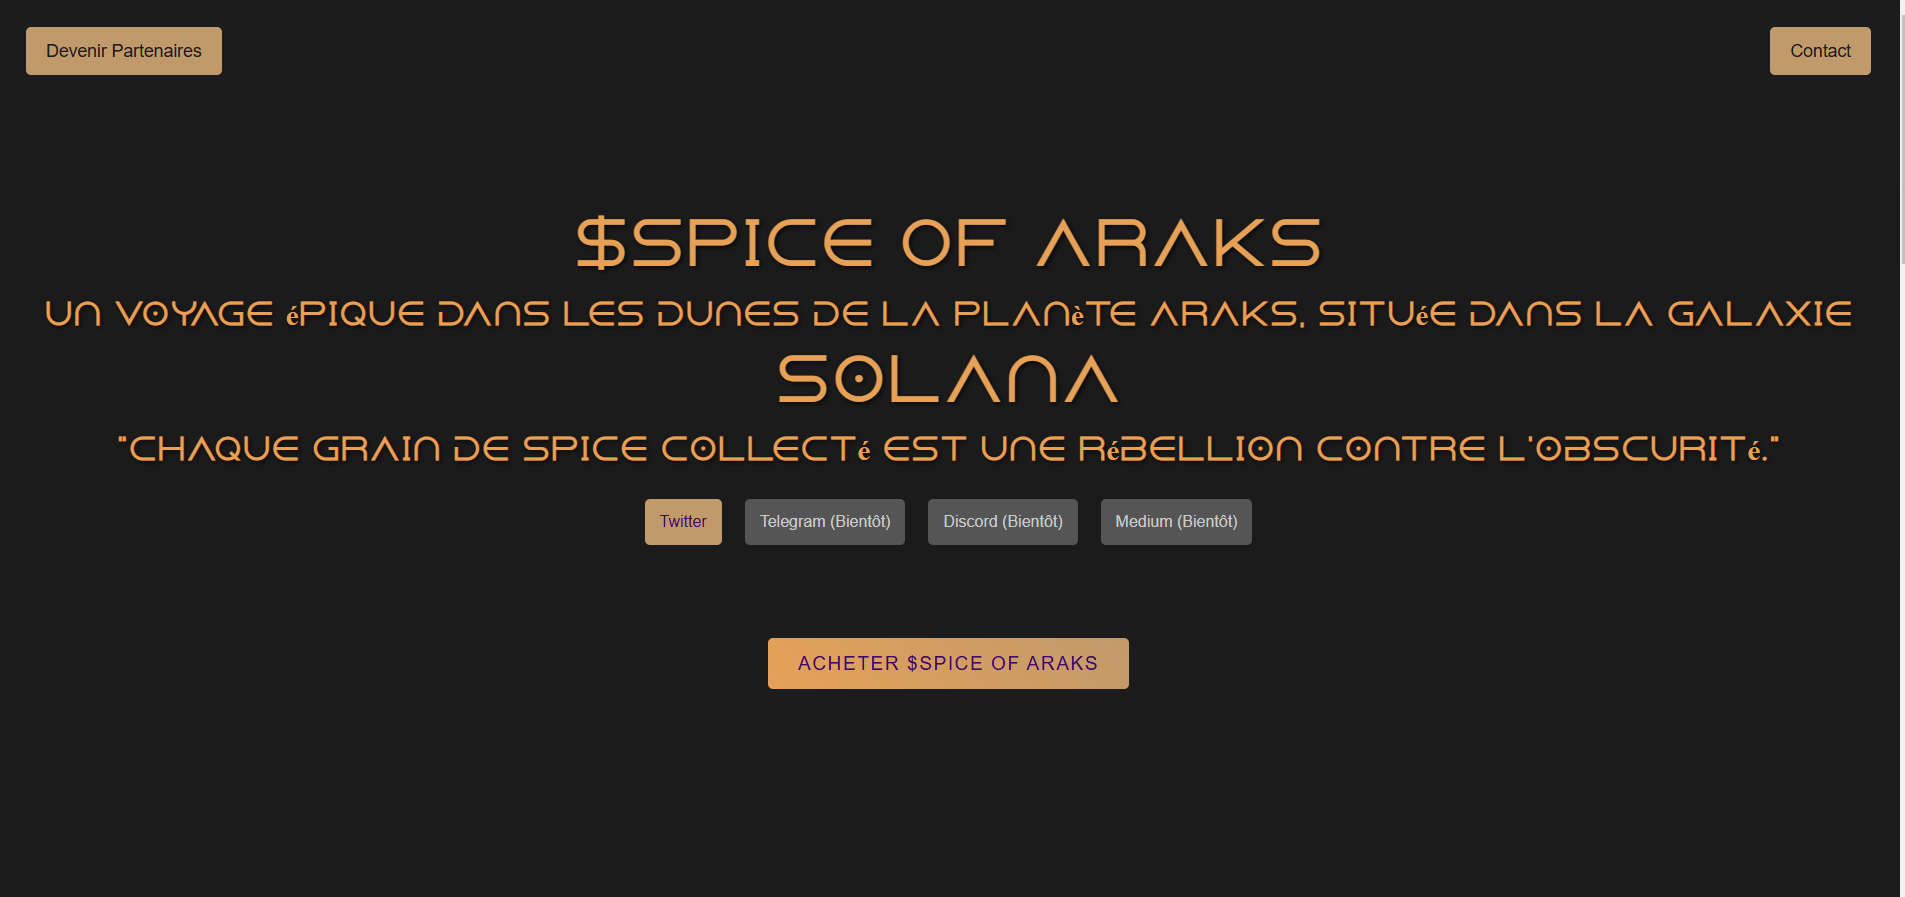 Devenir Partenaires
Contact
$SPICE OF ARAKS
UN VOYAGE éPIQUE DANS LES DUNES DE LA PLANèTE ARAKS, SITUéE DANS LA GALAXIE
SOLANA
"CHAQUE GRAIN DE SPICE COLLECTé EST UNE RéBELLION CONTRE L'OBSCURITé."
Twitter
Telegram (Bientôt)
Discord (Bientôt)
Medium (Bientôt)
ACHETER $SPICE OF ARAKS